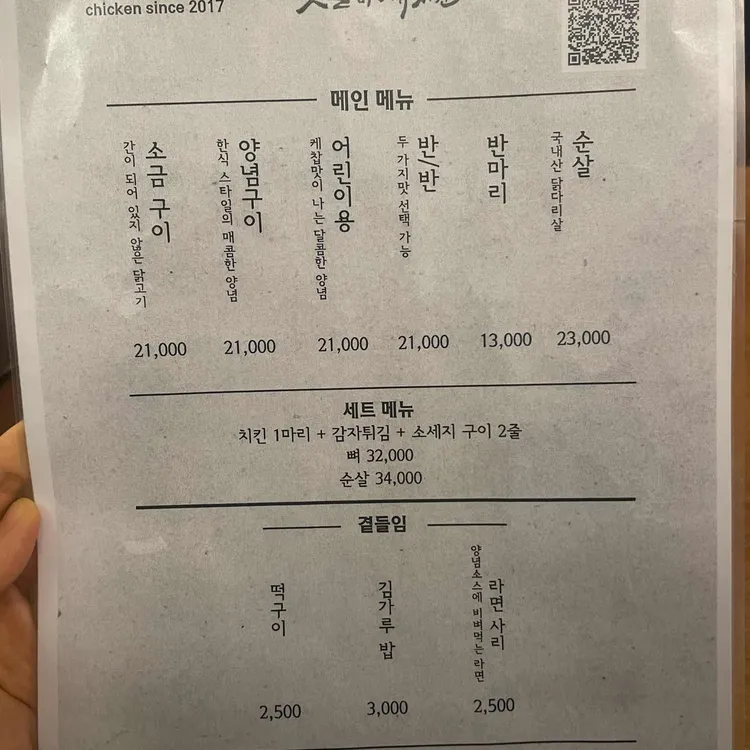 chicken since 2017
메인 메뉴
소금 구이
간이 되어 있지 않은 닭고기
21,000
양념구이
한식 스타일의 매콤한 양념
21,000
어린이용
케찹맛이 나는 달콤한 양념
21,000
반\반
두 가지맛 선택 가능
21,000
반마리
13,000
순살
국내산 닭다리살
23,000
세트 메뉴
치킨 1마리 + 감자튀김 + 소세지 구이 2줄
뼈 32,000
순살 34,000
곁들임
떡구이
2,500
김가루 밥
3,000
라면 사리
양념소스에 비벼먹는 라면
2,500